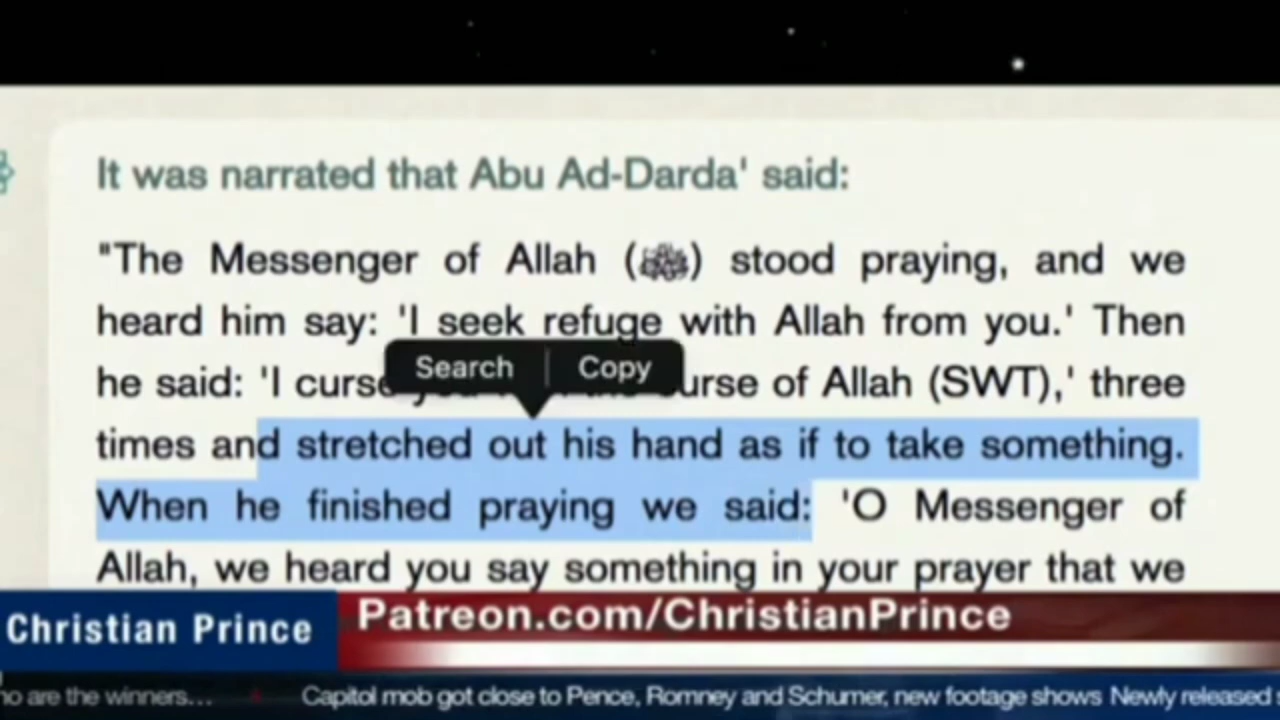 It was narrated that Abu Ad-Darda' said:
"The Messenger of Allah (ﷺ) stood praying, and we
heard him say: 'I seek refuge with Allah from you.' Then
Search Copy
he said: 'I curse urse of Allah (SWT),' three
times and stretched out his hand as if to take something.
When he finished praying we said: 'O Messenger of
Allah, we heard you say something in your prayer that we
Christian Prince
Patreon.com/ChristianPrince
are the winners... Capitol mob got close to Pence, Romney and Schumer, new footage shows Newly released